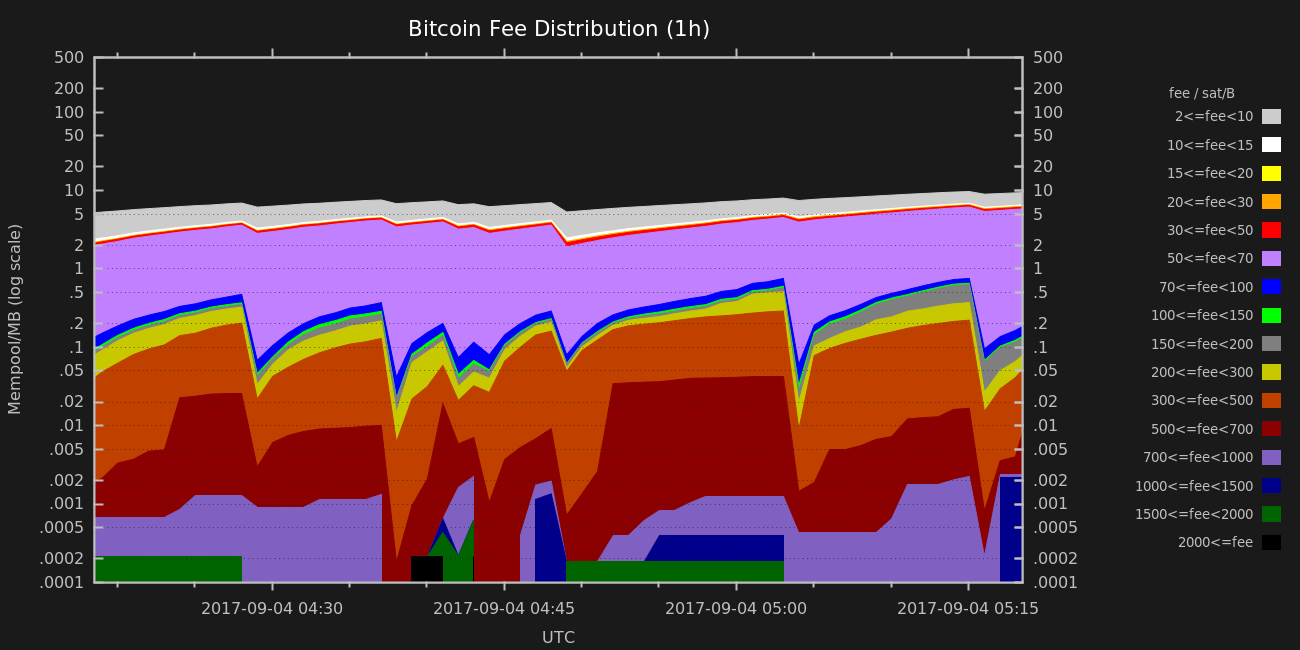 Bitcoin Fee Distribution (1h)
500
200
100
50
20
10
5
2
1
.5
.2
.1
.05
.02
.01
.005
.002
.001
.0005
.0002
.0001
Mempool/MB (log scale)
500
200
100
50
20
10
5
2
1
.5
.2
.1
.05
.02
.01
.005
.002
.001
.0005
.0002
.0001
2017-09-04 04:30 2017-09-04 04:45 2017-09-04 05:00 2017-09-04 05:15
UTC
fee / sat/B
2<=fee<10
10<=fee<15
15<=fee<20
20<=fee<30
30<=fee<50
50<=fee<70
70<=fee<100
100<=fee<150
150<=fee<200
200<=fee<300
300<=fee<500
500<=fee<700
700<=fee<1000
1000<=fee<1500
1500<=fee<2000
2000<=fee